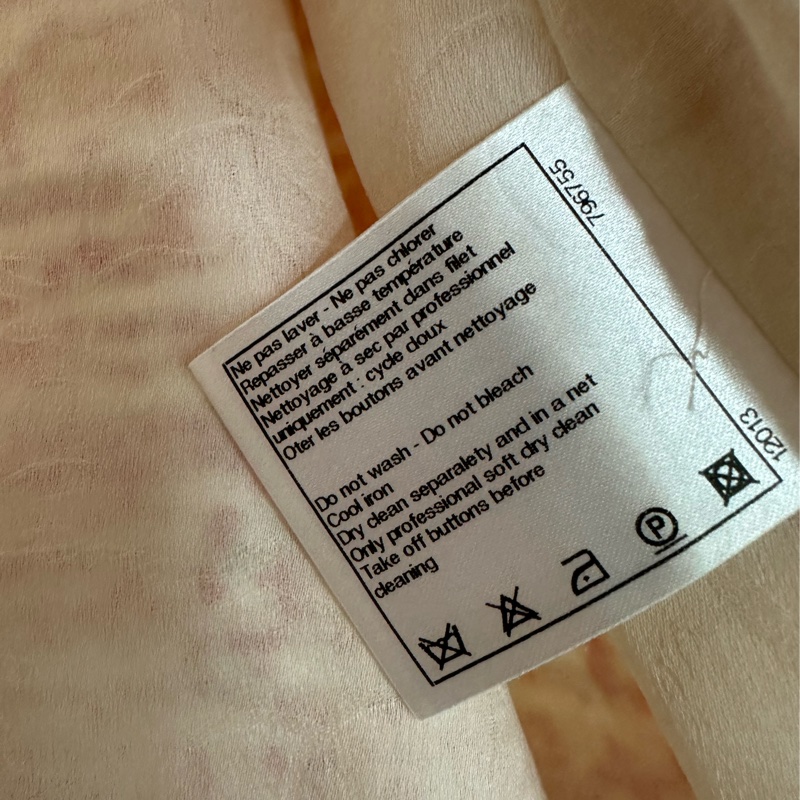 Ne pas laver - Ne pas chlorer
Repasser à basse température
Nettoyer séparément dans filet
Nettoyage à sec par professionnel
uniquement : cycle doux
Oter les boutons avant nettoyage
Do not wash - Do not bleach
Cool iron
Dry clean separalety and in a net
Only professional soft dry clean
Take off buttons before
cleaning
P
796755
12013